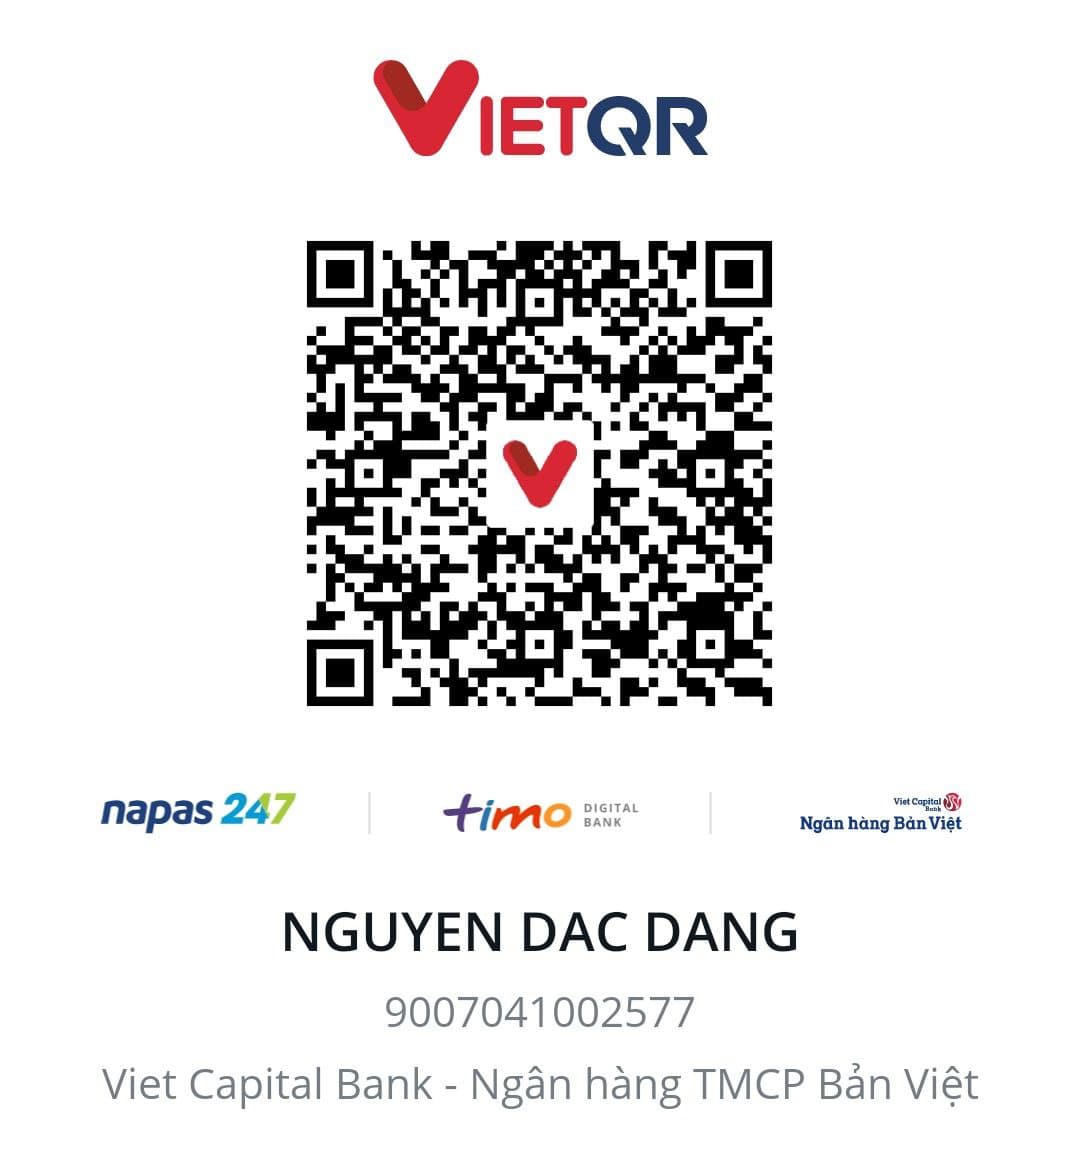 VIETQR
napas 247
timo DIGITAL BANK
Viet Capital Bank
Ngân hàng Bản Việt
NGUYEN DAC DANG
9007041002577
Viet Capital Bank - Ngân hàng TMCP Bản Việt